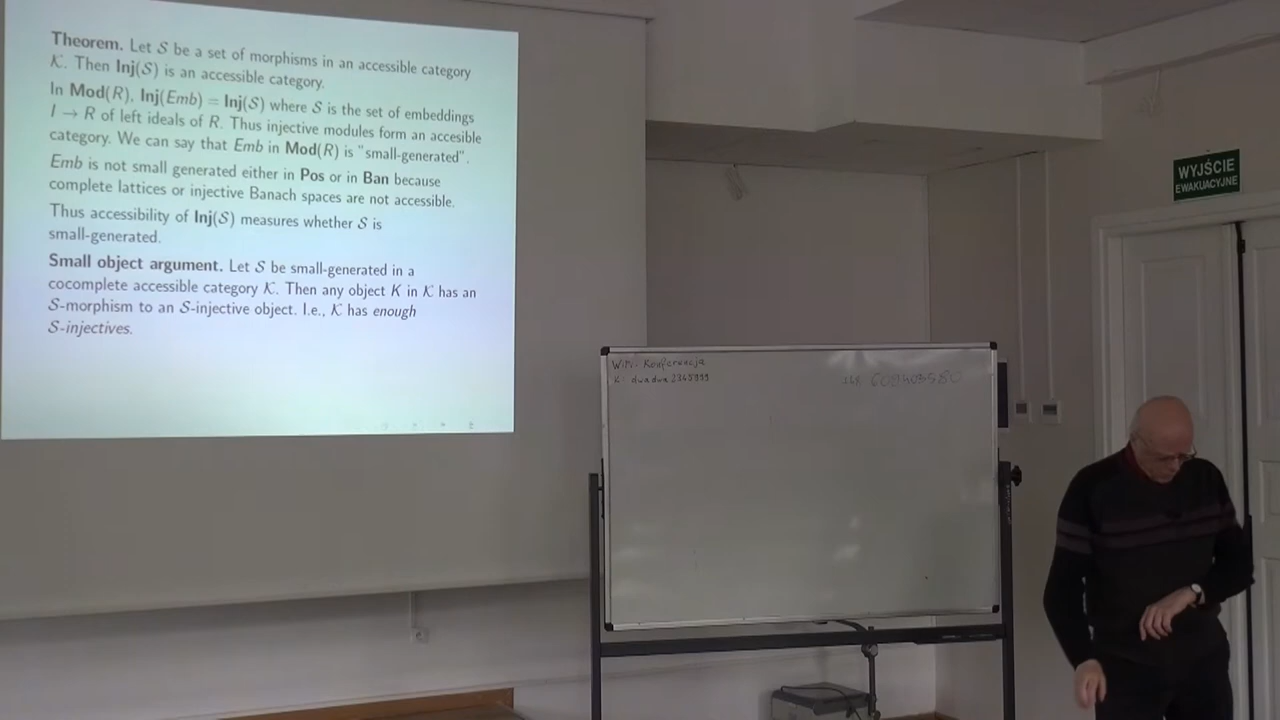 Theorem. Let S be a set of morphisms in an accessible category
K. Then Inj(S) is an accessible category.
In Mod(R), Inj(Emb) = Inj(S) where S is the set of embeddings
I → R of left ideals of R. Thus injective modules form an accesible
category. We can say that Emb in Mod(R) is "small-generated".
Emb is not small generated either in Pos or in Ban because
complete lattices or injective Banach spaces are not accessible.
Thus accessibility of Inj(S) measures whether S is
small-generated.
Small object argument. Let S be small-generated in a
cocomplete accessible category K. Then any object K in K has an
S-morphism to an S-injective object. I.e., K has enough
S-injectives.
WYJŚCIE
EWAKUACYJNE
WiFi- Konferencja
K: duadua